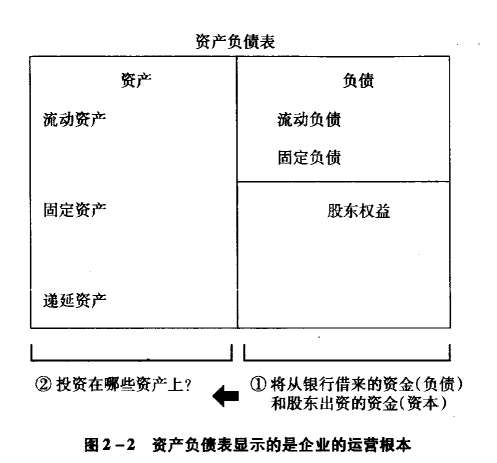 资产负债表
资产
流动资产
固定资产
递延资产
负债
流动负债
固定负债
股东权益
②投资在哪些资产上？
①将从银行借来的资金(负债)
和股东出资的资金(资本)
图2-2 资产负债表显示的是企业的运营根本